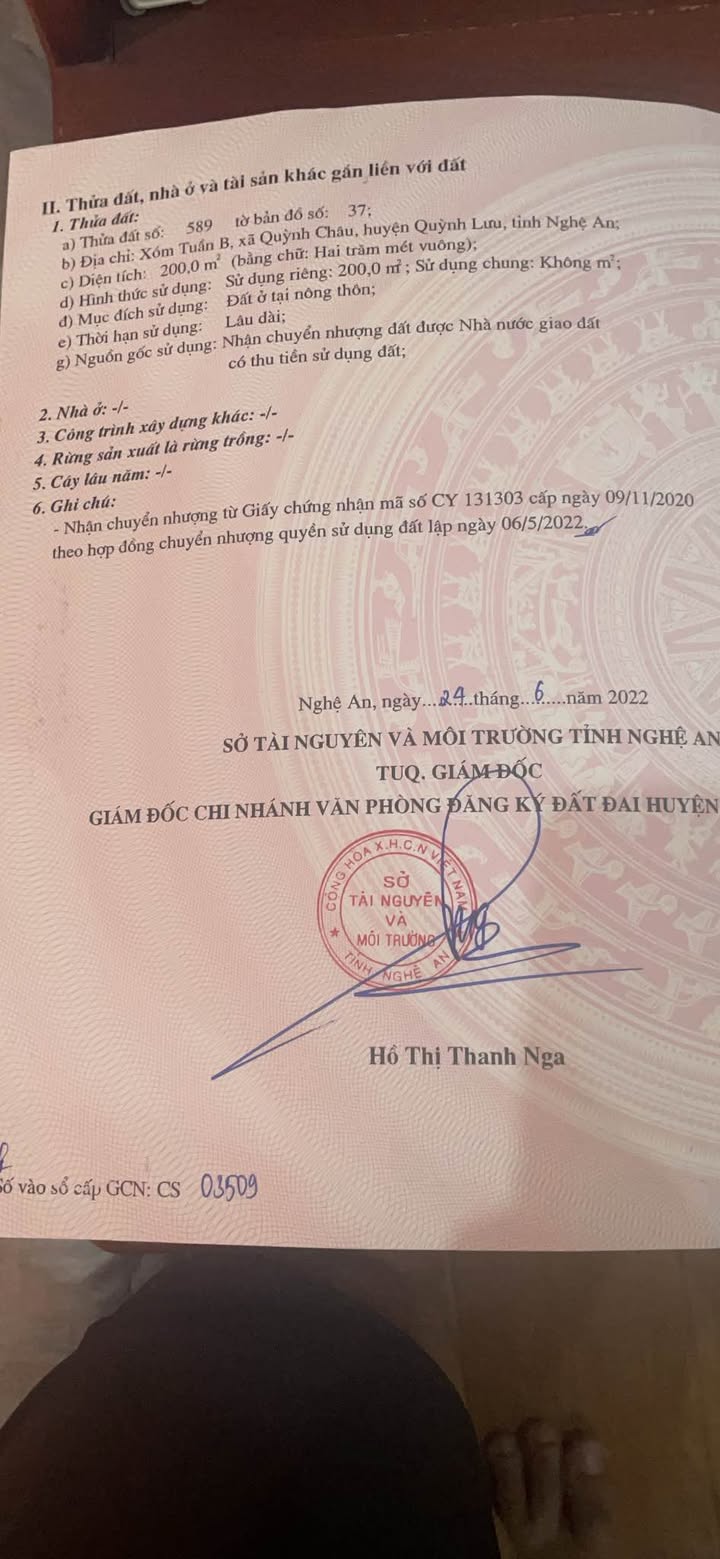 II. Thửa đất, nhà ở và tài sản khác gắn liền với đất
1. Thửa đất:
a) Thửa đất số: 589 tờ bản đồ số: 37;
b) Địa chỉ: Xóm Tuần B, xã Quỳnh Châu, huyện Quỳnh Lưu, tỉnh Nghệ An;
c) Diện tích: 200,0 m² (bằng chữ: Hai trăm mét vuông);
d) Hình thức sử dụng: Sử dụng riêng: 200,0 m²; Sử dụng chung: Không m²;
đ) Mục đích sử dụng: Đất ở tại nông thôn;
e) Thời hạn sử dụng: Lâu dài;
g) Nguồn gốc sử dụng: Nhận chuyển nhượng đất được Nhà nước giao đất
có thu tiền sử dụng đất;
2. Nhà ở: -/-
3. Công trình xây dựng khác: -/-
4. Rừng sản xuất là rừng trồng: -/-
5. Cây lâu năm: -/-
6. Ghi chú:
- Nhận chuyển nhượng từ Giấy chứng nhận mã số CY 131303 cấp ngày 09/11/2020
theo hợp đồng chuyển nhượng quyền sử dụng đất lập ngày 06/5/2022.
Nghệ An, ngày...24..tháng...6.....năm 2022
SỞ TÀI NGUYÊN VÀ MÔI TRƯỜNG TỈNH NGHỆ AN
TUQ. GIÁM ĐỐC
GIÁM ĐỐC CHI NHÁNH VĂN PHÒNG ĐĂNG KÝ ĐẤT ĐAI HUYỆN
CỘNG HÒA X.H.C.N VIỆT NAM
SỞ
TÀI NGUYÊN
VÀ
MÔI TRƯỜNG
TỈNH NGHỆ AN
Hồ Thị Thanh Nga
Số vào sổ cấp GCN: CS 03509